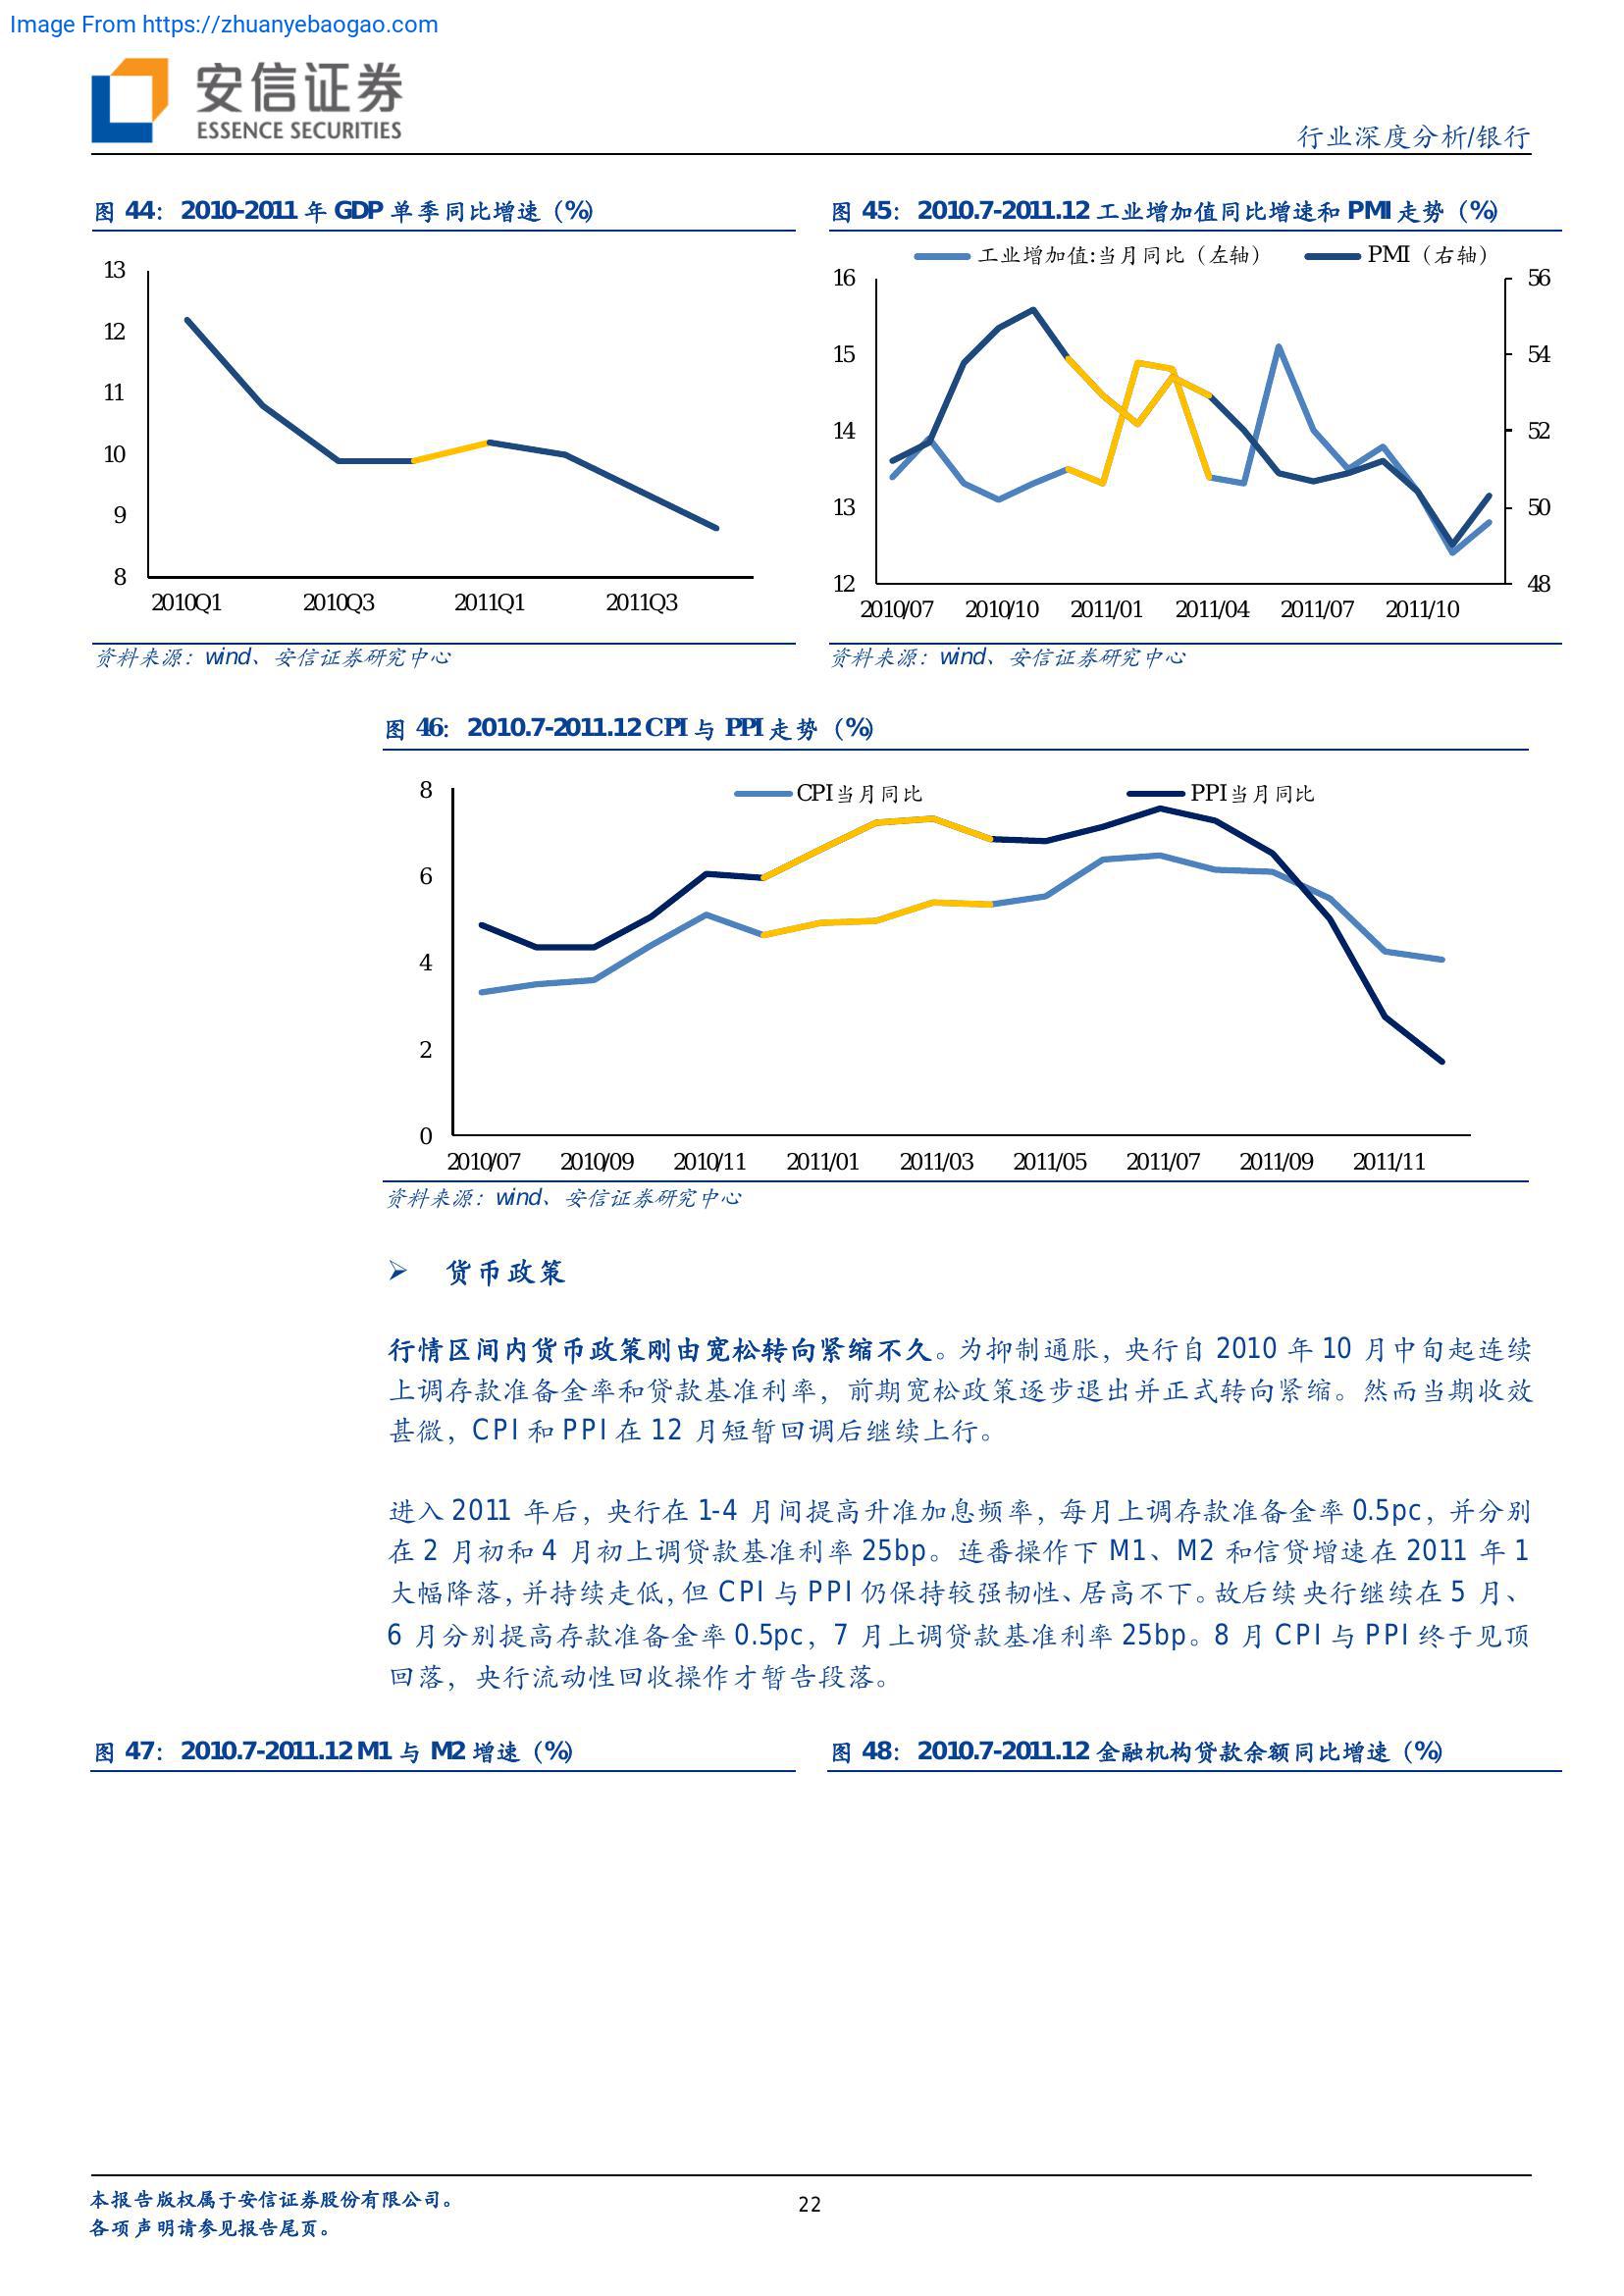 Image From https://zhuanyebaogao.com
安信证券
ESSENCE SECURITIES
行业深度分析/银行
图 44：2010-2011 年 GDP 单季同比增速（%）
13
12
11
10
9
8
2010Q1 2010Q3 2011Q1 2011Q3
资料来源：wind、安信证券研究中心
图 45：2010.7-2011.12 工业增加值同比增速和 PMI 走势（%）
工业增加值:当月同比（左轴） PMI（右轴）
16 56
15 54
14 52
13 50
12 48
2010/07 2010/10 2011/01 2011/04 2011/07 2011/10
资料来源：wind、安信证券研究中心
图 46：2010.7-2011.12 CPI 与 PPI 走势（%）
CPI当月同比 PPI当月同比
8
6
4
2
0
2010/07 2010/09 2010/11 2011/01 2011/03 2011/05 2011/07 2011/09 2011/11
资料来源：wind、安信证券研究中心
➢ 货币政策
行情区间内货币政策刚由宽松转向紧缩不久。为抑制通胀，央行自 2010 年 10 月中旬起连续
上调存款准备金率和贷款基准利率，前期宽松政策逐步退出并正式转向紧缩。然而当期收效
甚微，CPI 和 PPI 在 12 月短暂回调后继续上行。
进入 2011 年后，央行在 1-4 月间提高升准加息频率，每月上调存款准备金率 0.5pc，并分别
在 2 月初和 4 月初上调贷款基准利率 25bp。连番操作下 M1、M2 和信贷增速在 2011 年 1
大幅降落，并持续走低，但 CPI 与 PPI 仍保持较强韧性、居高不下。故后续央行继续在 5 月、
6 月分别提高存款准备金率 0.5pc，7 月上调贷款基准利率 25bp。8 月 CPI 与 PPI 终于见顶
回落，央行流动性回收操作才暂告段落。
图 47：2010.7-2011.12 M1 与 M2 增速（%）
图 48：2010.7-2011.12 金融机构贷款余额同比增速（%）
本报告版权属于安信证券股份有限公司。
各项声明请参见报告尾页。
22